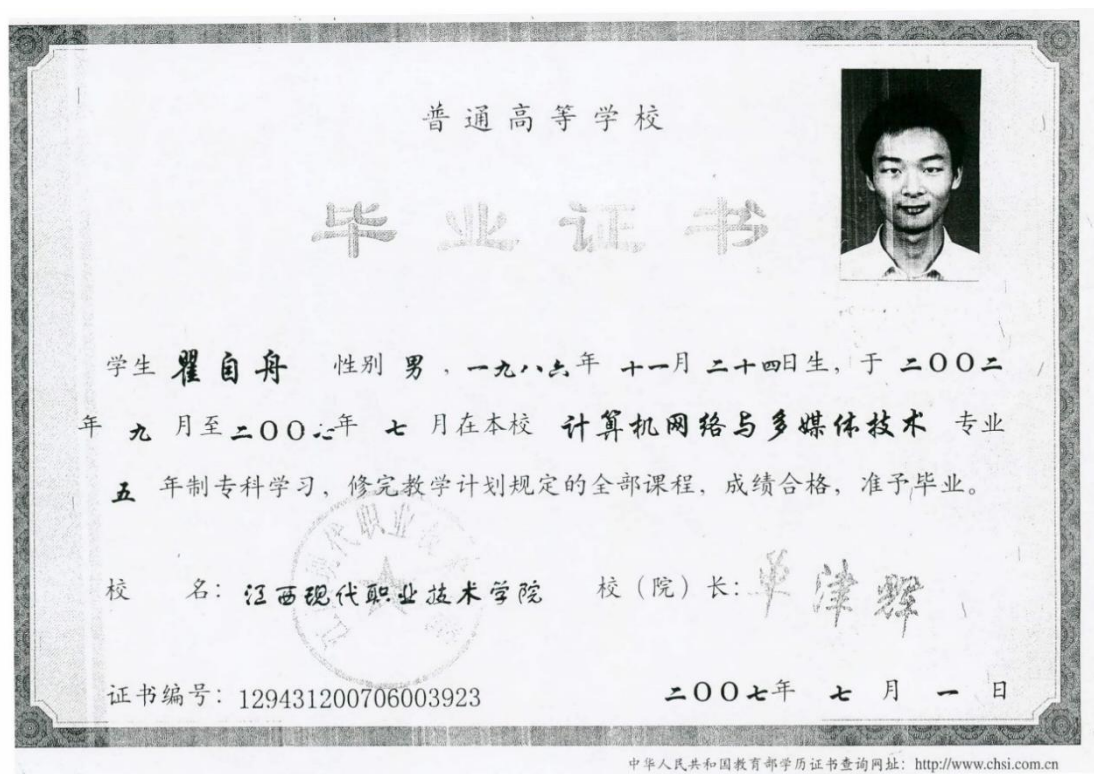 普通高等学校
毕业证书
学生 瞿自舟 性别 男，一九八六年 十一月 二十四日生，于 二〇〇二
年 九 月至二〇〇七年 七 月在本校 计算机网络与多媒体技术 专业
五 年制专科学习，修完教学计划规定的全部课程，成绩合格，准予毕业。
校 名：江西现代职业技术学院 校（院）长：
证书编号：129431200706003923 二〇〇七年 七 月 一 日
中华人民共和国教育部学历证书查询网址：http://www.chsi.com.cn